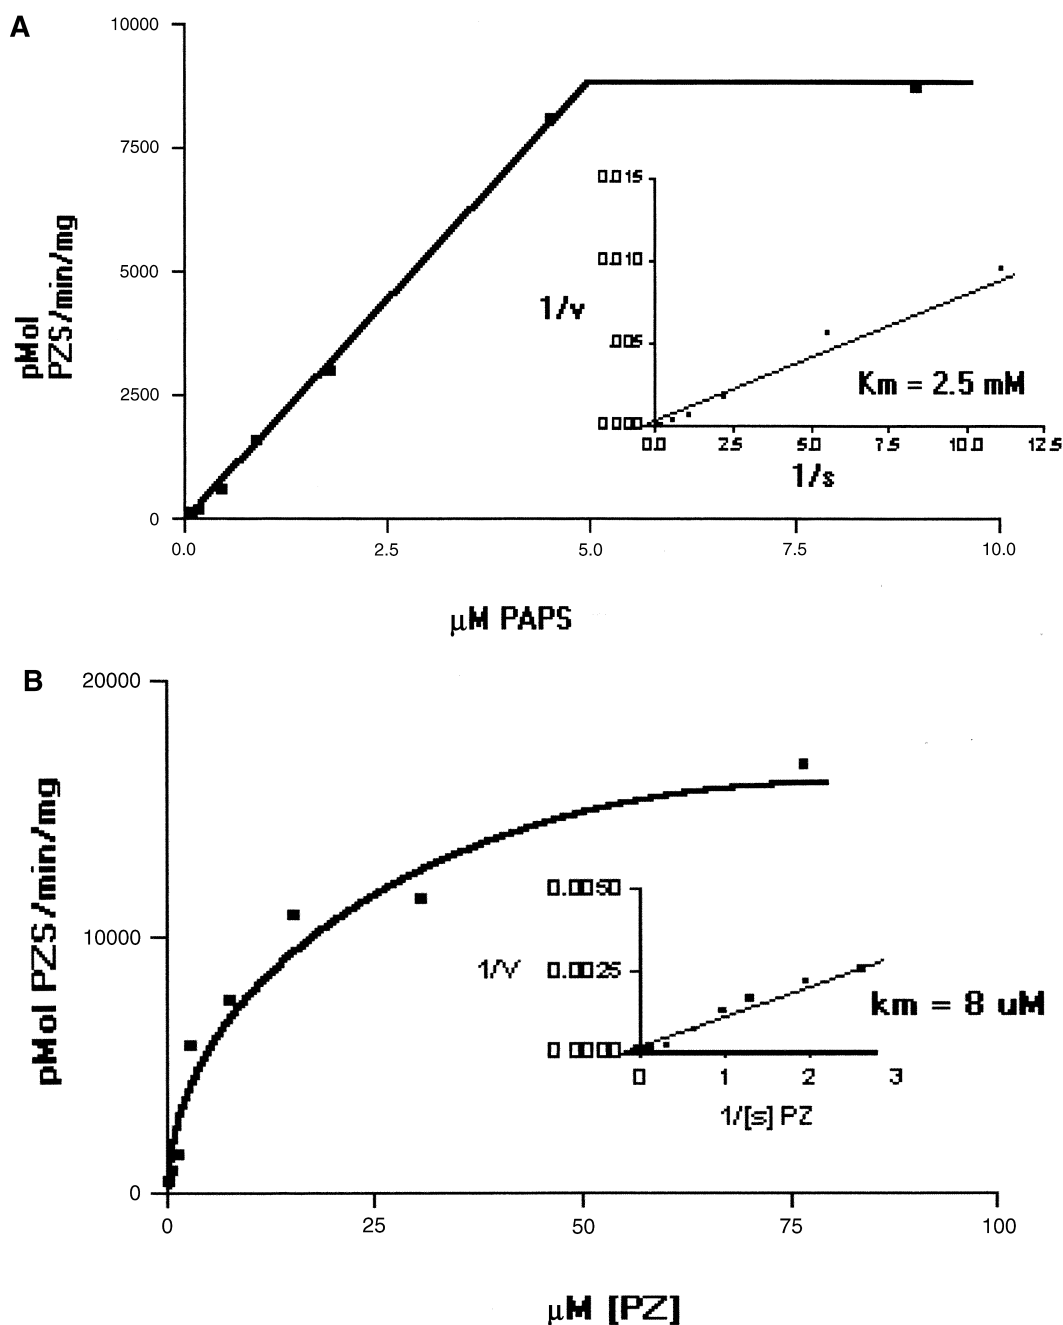 A
10000
7500
5000
2500
0
pMol
PZS/min/mg
0.0 2.5 5.0 7.5 10.0
μM PAPS
0.015
0.010
.005
0.000
1/v
Km = 2.5 mM
0.0 2.5 5.0 7.5 10.0 12.5
1/s
B
20000
10000
0
pMol PZS/min/mg
0 25 50 75 100
μM [PZ]
0.0050
0.0025
0 0000
1/V
km = 8 uM
0 1 2 3
1/[s] PZ